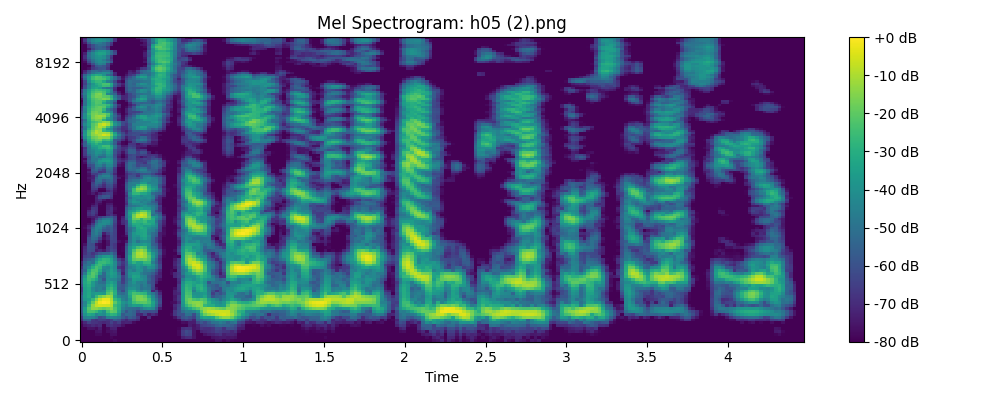 Mel Spectrogram: h05 (2).png
+0 dB
8192
-10 dB
4096
-20 dB
-30 dB
2048
Hz
-40 dB
1024
-50 dB
512
-60 dB
-70 dB
0
-80 dB
0 0.5 1 1.5 2 2.5 3 3.5 4
Time